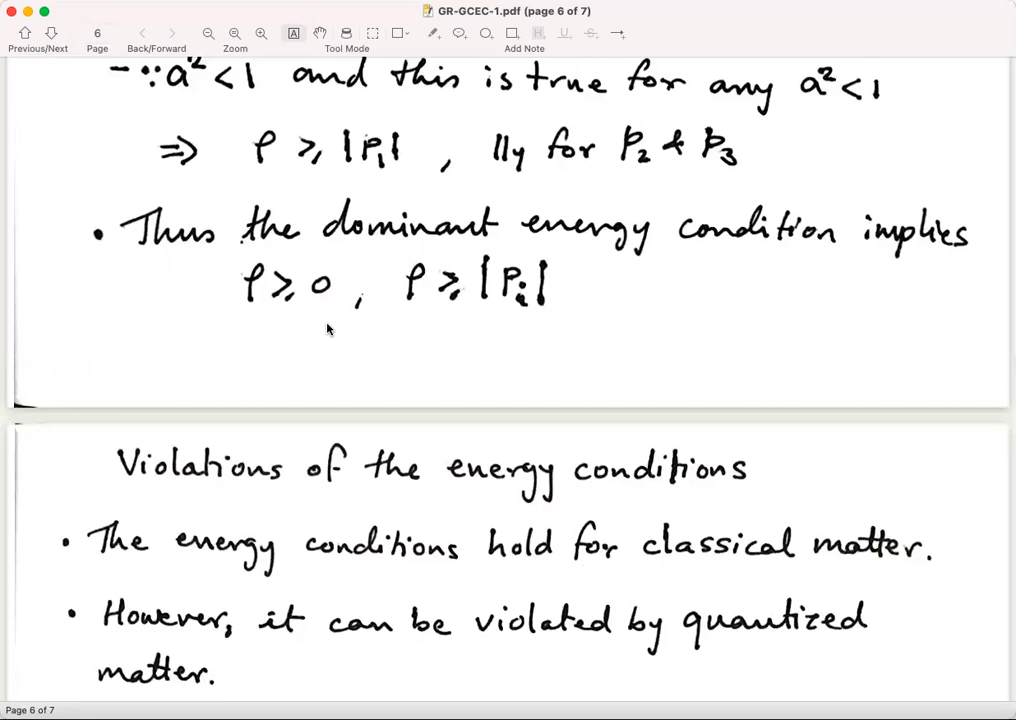 GR-GCEC-1.pdf (page 6 of 7)
6
Previous/Next Page Back/Forward Zoom Tool Mode Add Note
- ∵ a² < 1 and this is true for any a² < 1
⇒ ρ ≥ |p₁| , lly for p₂ & p₃
• Thus the dominant energy condition implies
ρ ≥ 0 , ρ ≥ |pᵢ|
Violations of the energy conditions
• The energy conditions hold for classical matter.
• However, it can be violated by quantized
matter.
Page 6 of 7